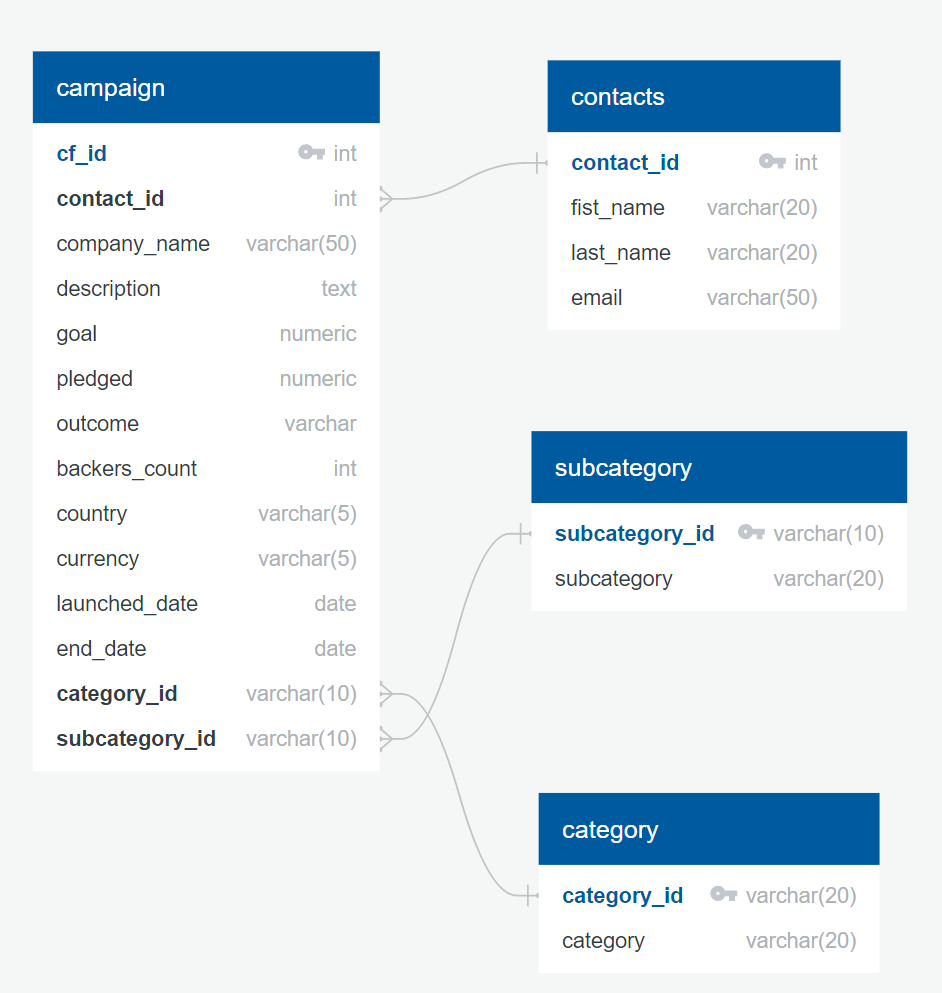 campaign
cf_id int
contact_id int
company_name varchar(50)
description text
goal numeric
pledged numeric
outcome varchar
backers_count int
country varchar(5)
currency varchar(5)
launched_date date
end_date date
category_id varchar(10)
subcategory_id varchar(10)
contacts
contact_id int
fist_name varchar(20)
last_name varchar(20)
email varchar(50)
subcategory
subcategory_id varchar(10)
subcategory varchar(20)
category
category_id varchar(20)
category varchar(20)